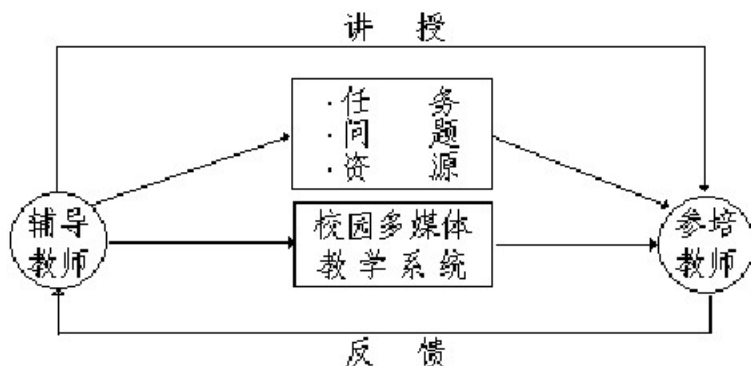 讲 授
·任 务
·问 题
·资 源
辅导
教师
校园多媒体
教学系统
参培
教师
反 馈